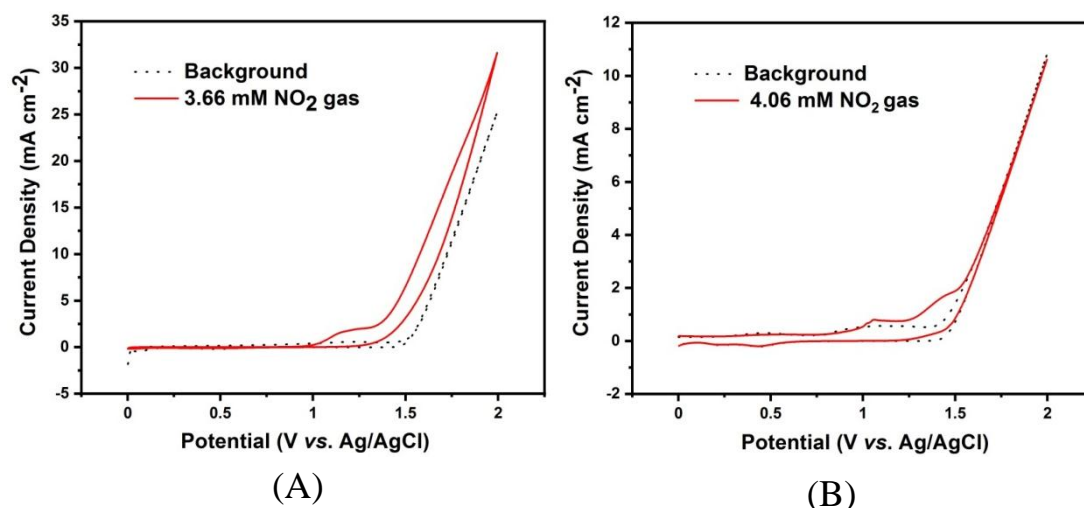 35
30
25
20
15
10
5
0
-5
Current Density (mA cm⁻²)
Background
3.66 mM NO₂ gas
0
0.5
1
1.5
2
Potential (V vs. Ag/AgCl)
(A)
12
10
8
6
4
2
0
-2
Current Density (mA cm⁻²)
Background
4.06 mM NO₂ gas
0
0.5
1
1.5
2
Potential (V vs. Ag/AgCl)
(B)